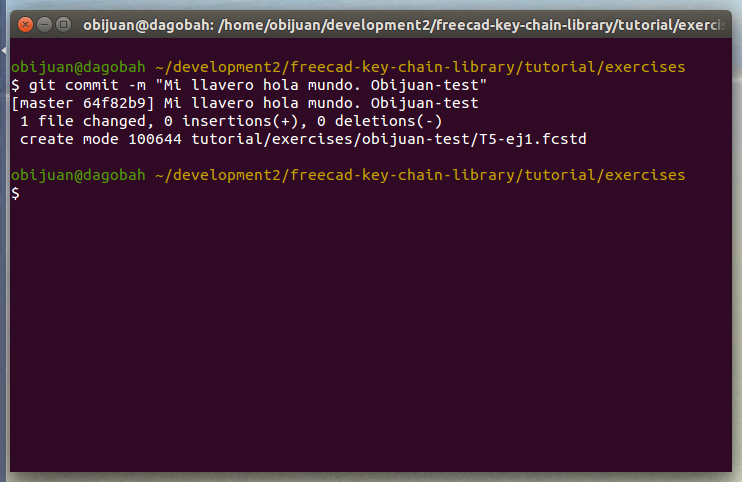 obijuan@dagobah: /home/obijuan/development2/freecad-key-chain-library/tutorial/exercis
obijuan@dagobah ~/development2/freecad-key-chain-library/tutorial/exercises
$ git commit -m "Mi llavero hola mundo. Obijuan-test"
[master 64f82b9] Mi llavero hola mundo. Obijuan-test
 1 file changed, 0 insertions(+), 0 deletions(-)
 create mode 100644 tutorial/exercises/obijuan-test/T5-ej1.fcstd
obijuan@dagobah ~/development2/freecad-key-chain-library/tutorial/exercises
$